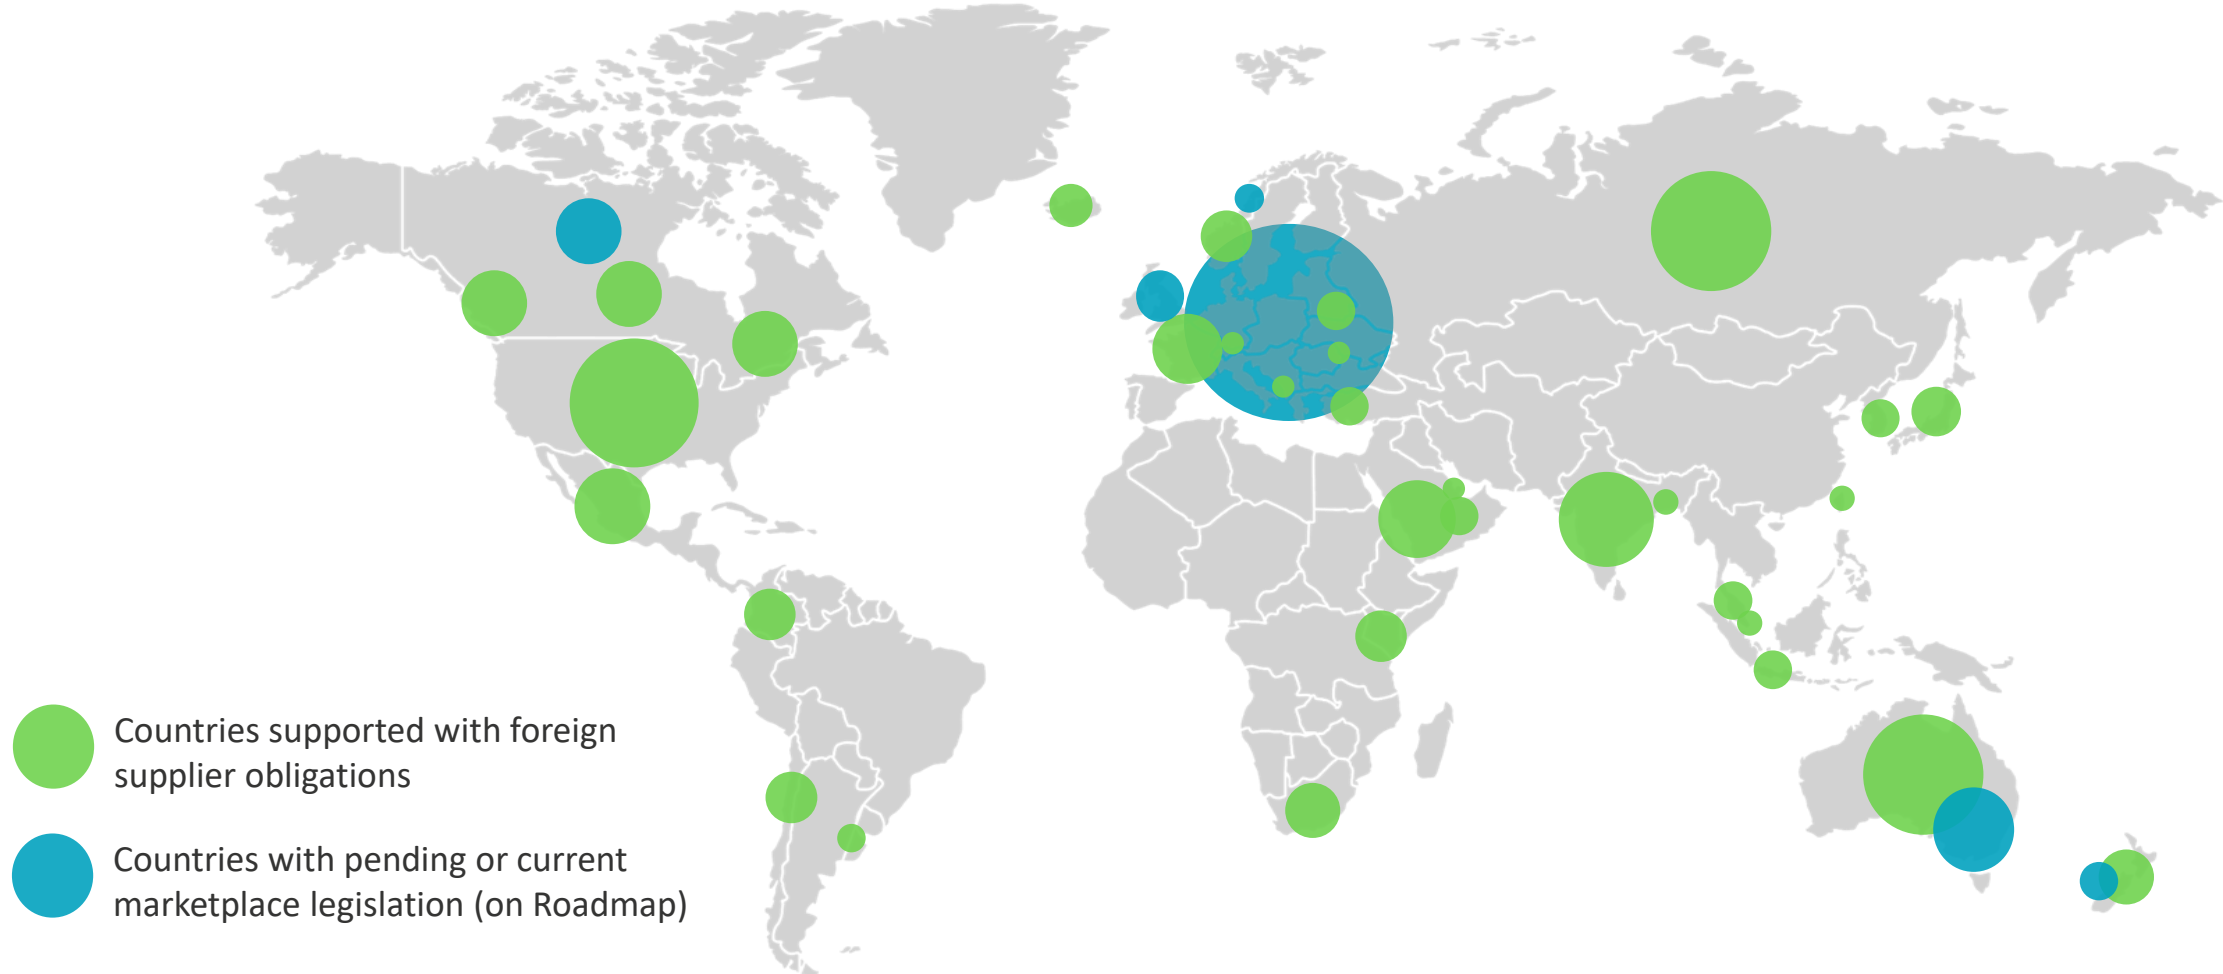 Countries supported with foreign
supplier obligations
Countries with pending or current
marketplace legislation (on Roadmap)